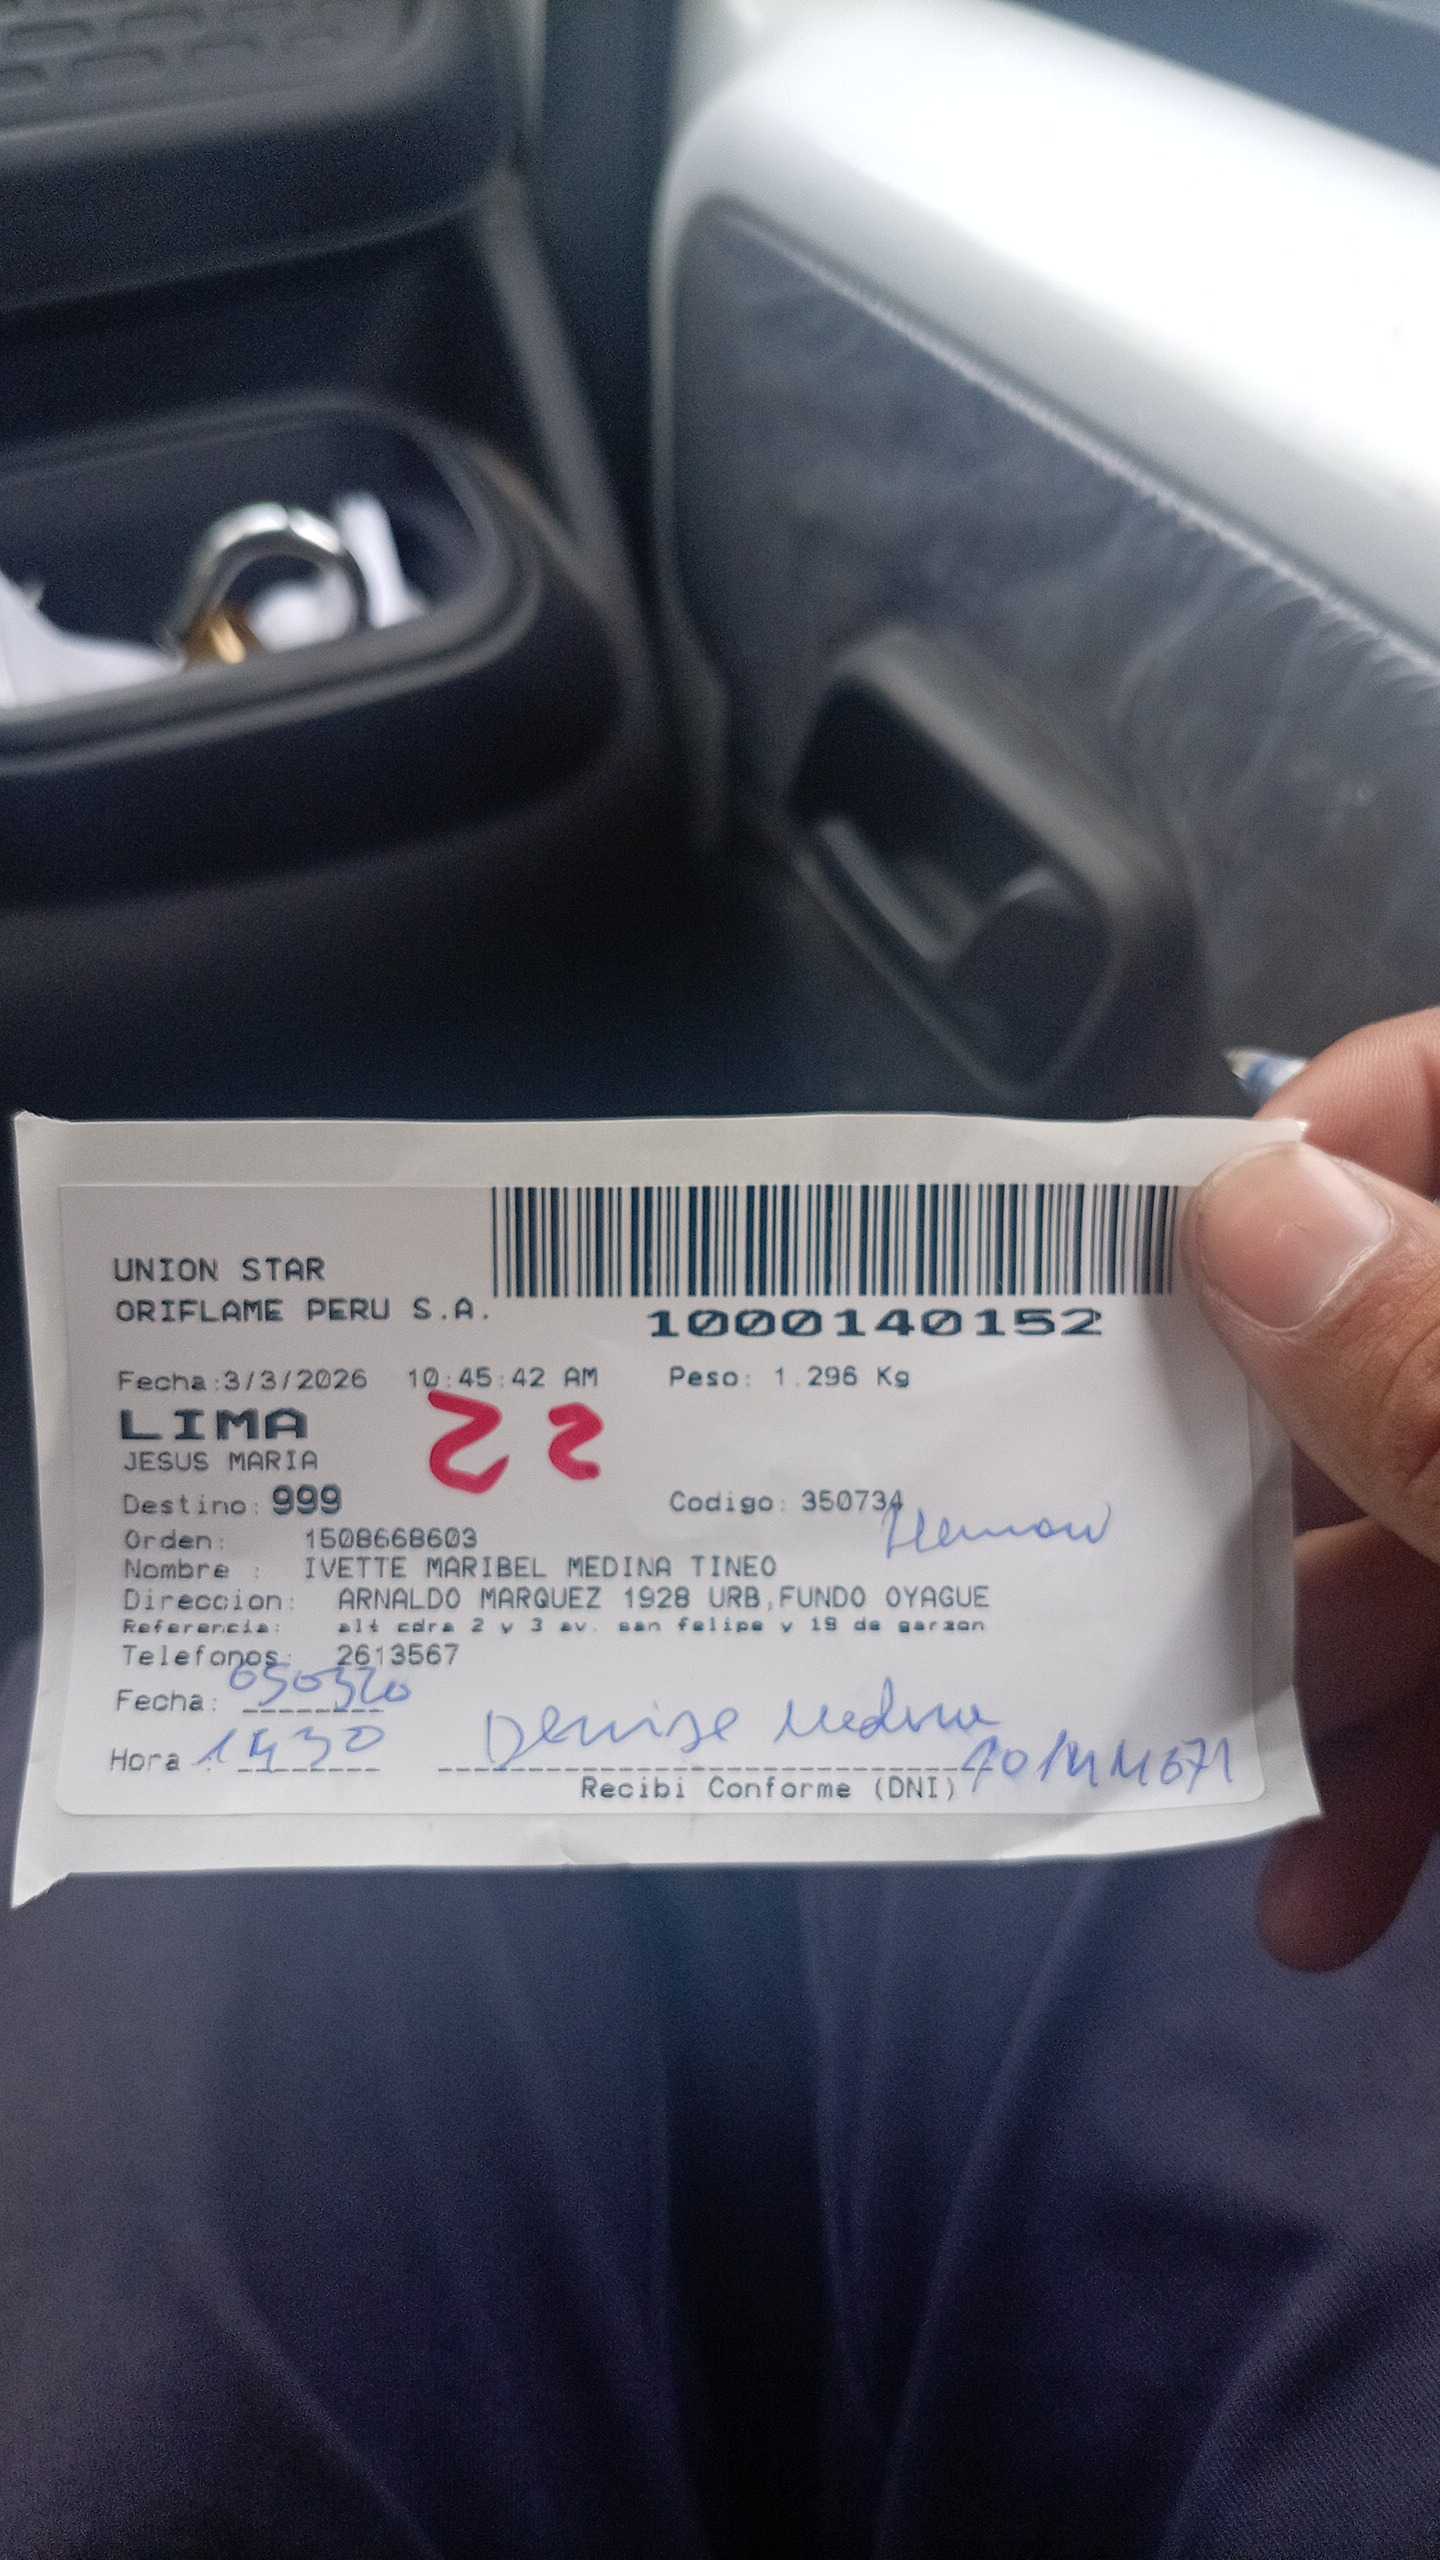 UNION STAR
ORIFLAME PERU S.A.
1000140152
Fecha:3/3/2026 10:45:42 AM Peso: 1.296 Kg
LIMA
22
JESUS MARIA
Destino: 999 Codigo: 350734
Orden: 1508668603
Nombre : IVETTE MARIBEL MEDINA TINEO
Direccion: ARNALDO MARQUEZ 1928 URB,FUNDO OYAGUE
Referencia: alt cdra 2 y 3 av. san felipe y 19 de garzon
Telefonos: 2613567
Fecha:
Hora : 1430 Denise Medina
Recibi Conforme (DNI)